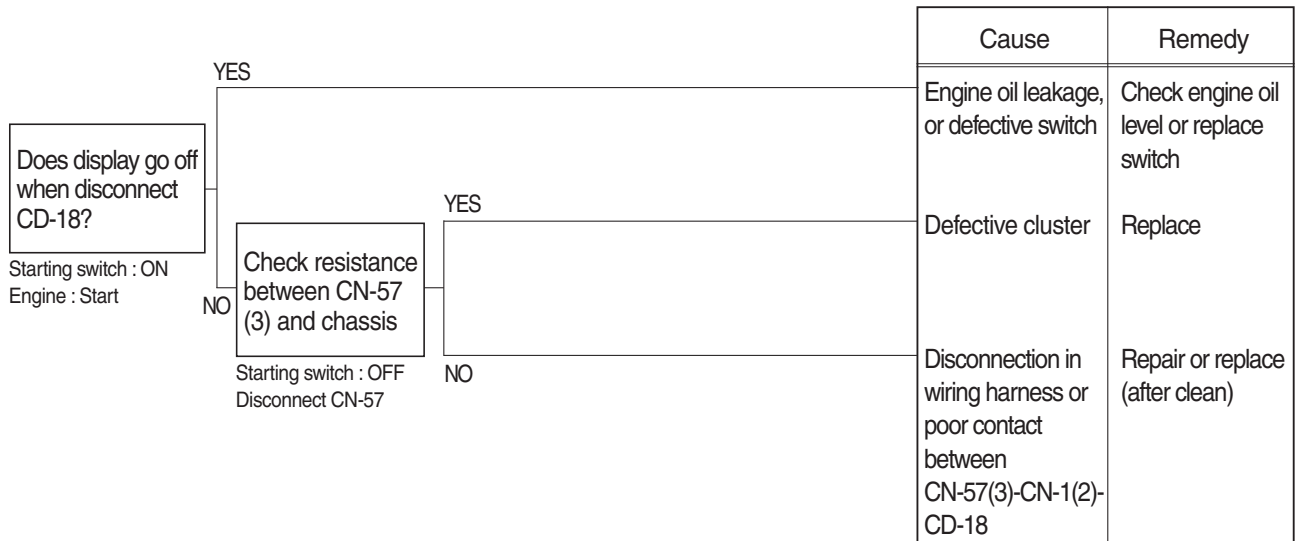 Cause
Remedy
YES
Engine oil leakage,
or defective switch
Check engine oil
level or replace
switch
Does display go off
when disconnect
CD-18?
Starting switch : ON
Engine : Start
YES
Defective cluster
Replace
NO
Check resistance
between CN-57
(3) and chassis
Starting switch : OFF
Disconnect CN-57
NO
Disconnection in
wiring harness or
poor contact
between
CN-57(3)-CN-1(2)-
CD-18
Repair or replace
(after clean)